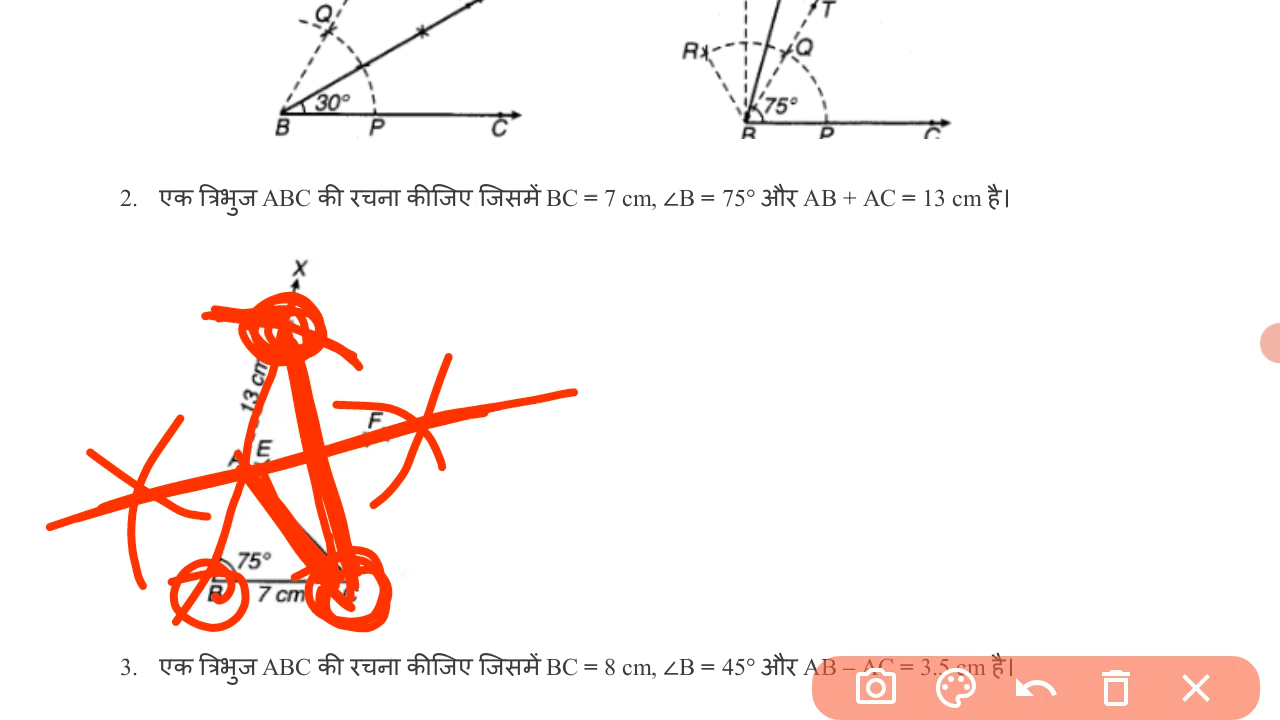 Q
T
R Q
30° 75°
B P C B P C
2. एक त्रिभुज ABC की रचना कीजिए जिसमें BC = 7 cm, ∠B = 75° और AB + AC = 13 cm है।
X
13 cm
F
A E
75°
B 7 cm C
3. एक त्रिभुज ABC की रचना कीजिए जिसमें BC = 8 cm, ∠B = 45° और AB – AC = 3.5 cm है।